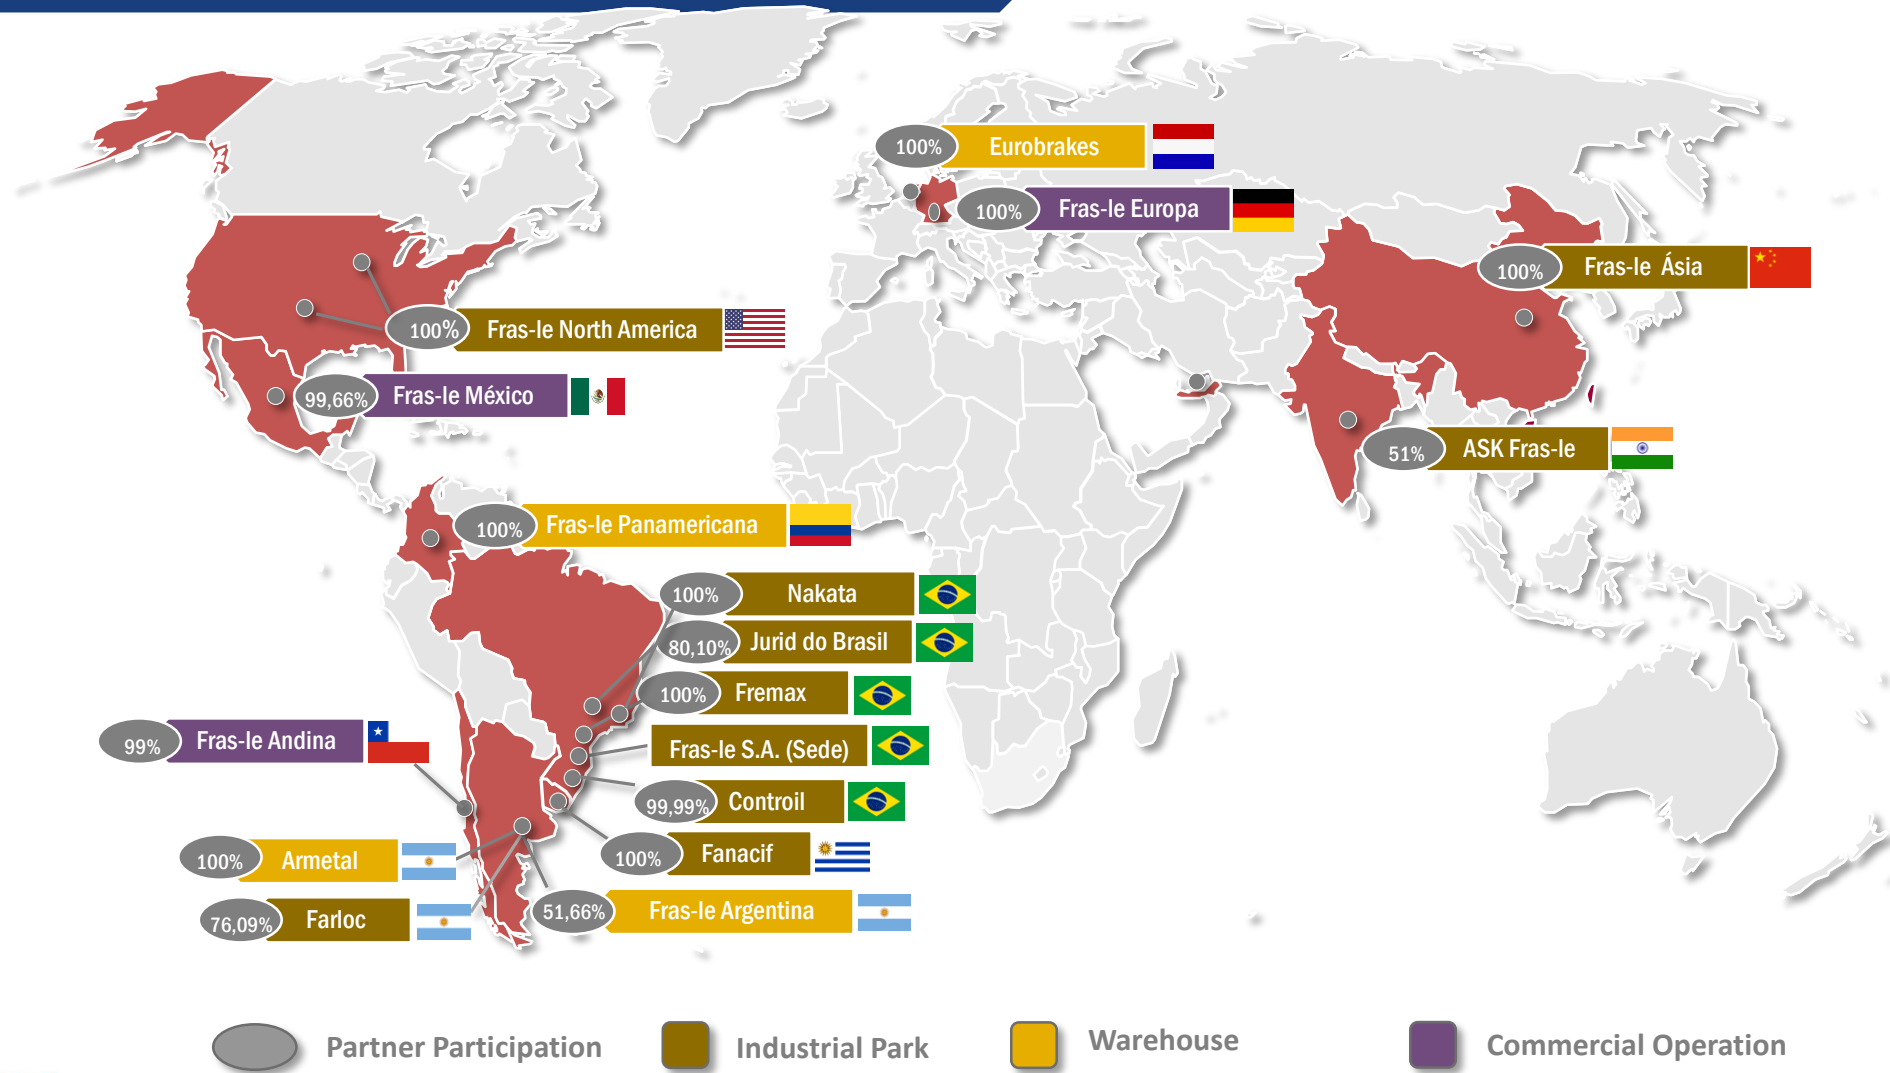 100% Eurobrakes
100% Fras-le Europa
100% Fras-le Ásia
100% Fras-le North America
99,66% Fras-le México
51% ASK Fras-le
100% Fras-le Panamericana
100% Nakata
80,10% Jurid do Brasil
100% Fremax
99% Fras-le Andina
Fras-le S.A. (Sede)
99,99% Controil
100% Armetal
100% Fanacif
76,09% Farloc
51,66% Fras-le Argentina
Partner Participation
Industrial Park
Warehouse
Commercial Operation